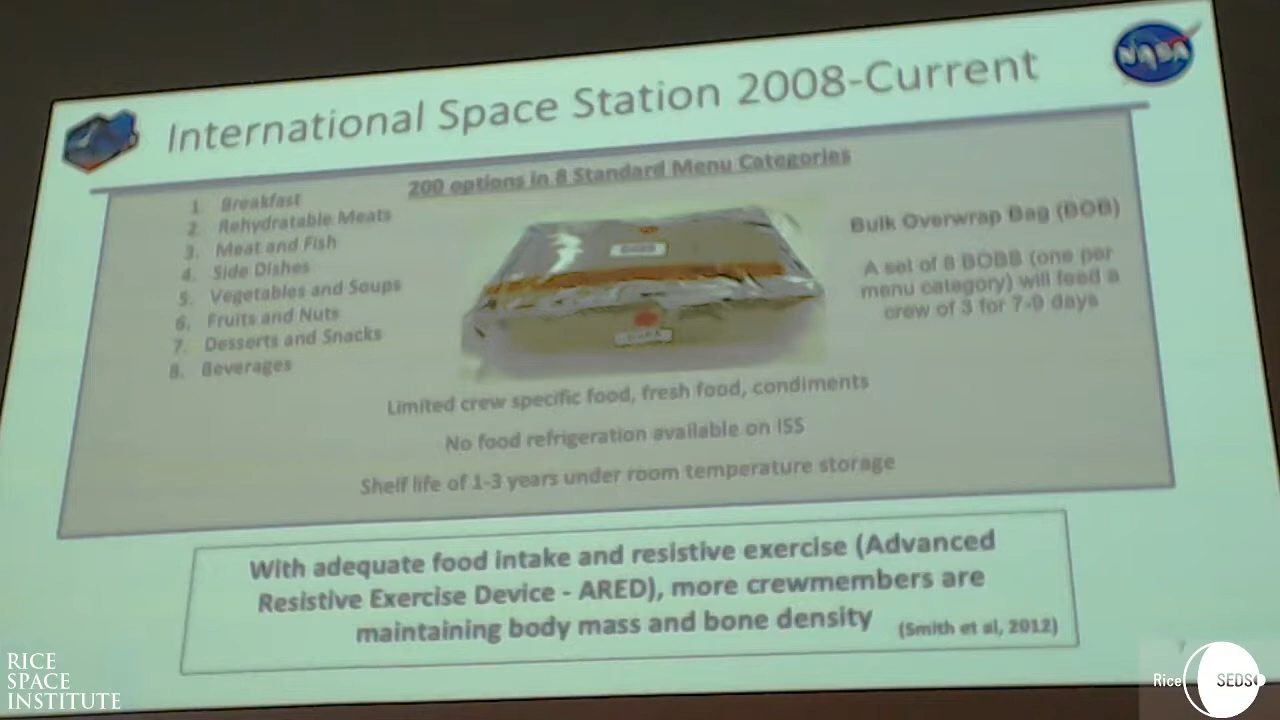 International Space Station 2008-Current
NASA
200 options in 8 Standard Menu Categories
1. Breakfast
2. Rehydratable Meats
3. Meat and Fish
4. Side Dishes
5. Vegetables and Soups
6. Fruits and Nuts
7. Desserts and Snacks
8. Beverages
Bulk Overwrap Bag (BOB)
A set of 8 BOBB (one per
menu category) will feed a
crew of 3 for 7-9 days
Limited crew specific food, fresh food, condiments
No food refrigeration available on ISS
Shelf life of 1-3 years under room temperature storage
With adequate food intake and resistive exercise (Advanced
Resistive Exercise Device - ARED), more crewmembers are
maintaining body mass and bone density (Smith et al, 2012)
7
RICE
SPACE
INSTITUTE
Rice SEDS